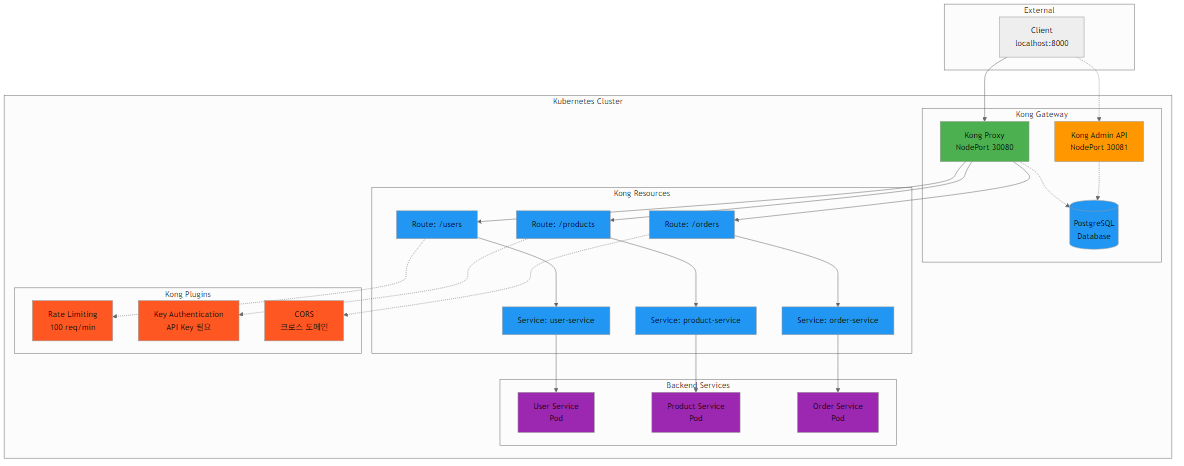 External
Client
localhost:8000
Kubernetes Cluster
Kong Gateway
Kong Proxy
NodePort 30080
Kong Admin API
NodePort 30081
PostgreSQL
Database
Kong Resources
Route: /users
Route: /products
Route: /orders
Kong Plugins
Rate Limiting
100 req/min
Key Authentication
API Key 필요
CORS
크로스 도메인
Service: user-service
Service: product-service
Service: order-service
Backend Services
User Service
Pod
Product Service
Pod
Order Service
Pod